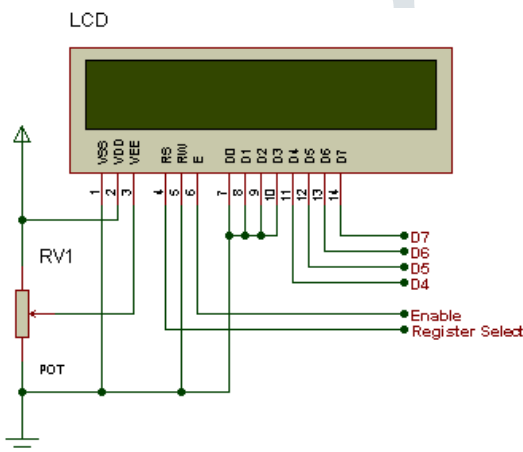 LCD
VSS VDD VEE RS RW E D0 D1 D2 D3 D4 D5 D6 D7
1 2 3 4 5 6 7 8 9 10 11 12 13 14
D7
RV1
D6
D5
D4
Enable
Register Select
POT